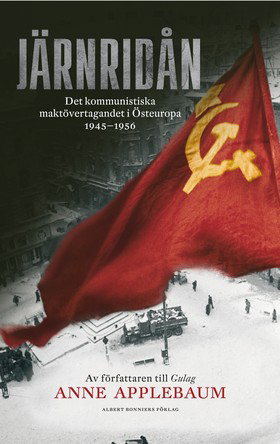 JÄRNRIDÅN
Det kommunistiska
maktövertagandet i Östeuropa
1945–1956
Av författaren till Gulag
ANNE APPLEBAUM
ALBERT BONNIERS FÖRLAG